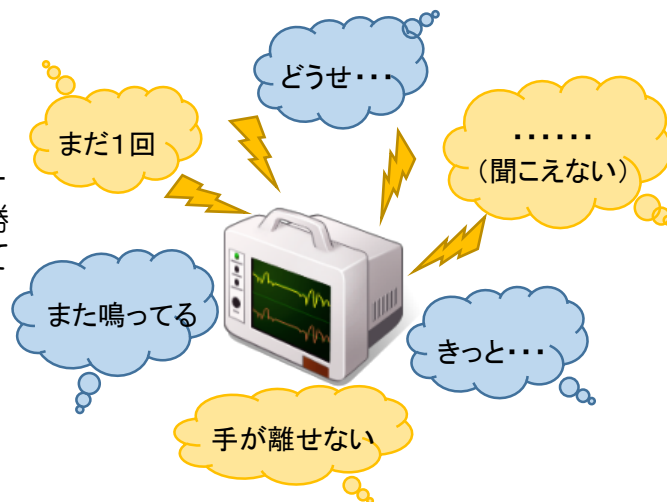 どうせ・・・
まだ1回
・・・・・・
（聞こえない）
また鳴ってる
きっと・・・
手が離せない